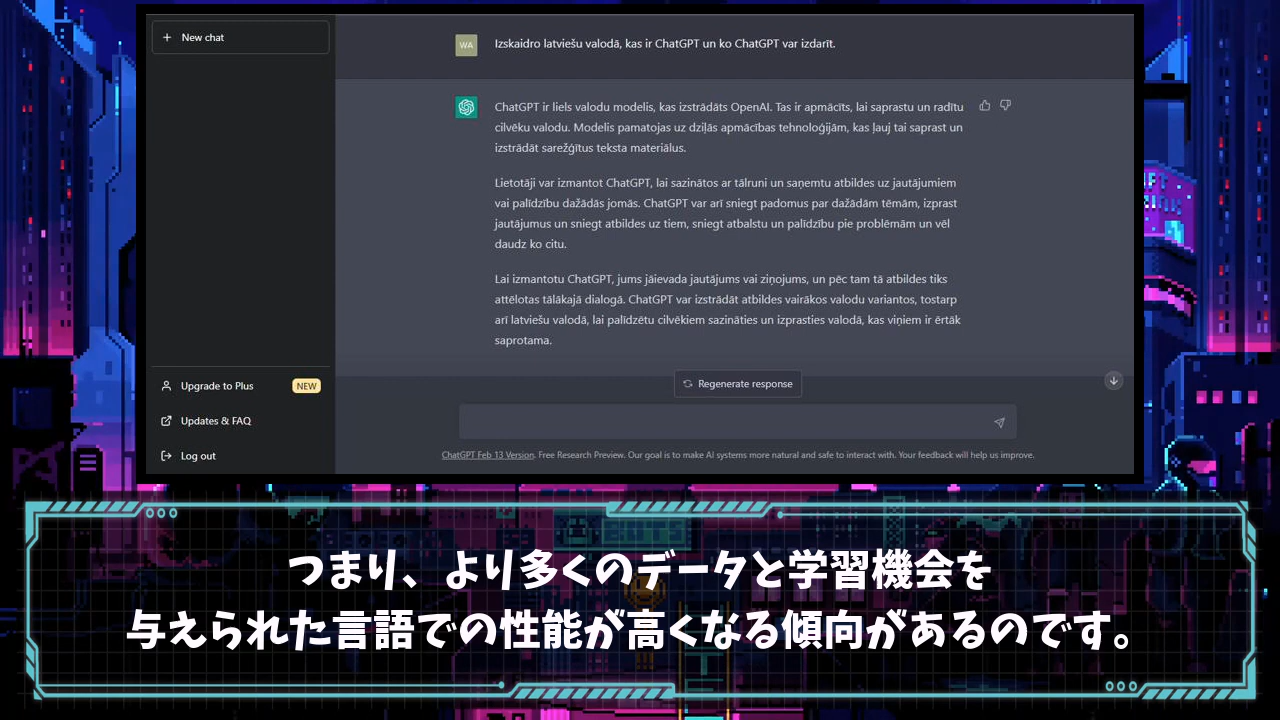 New chat
WA
Izskaidro latviešu valodā, kas ir ChatGPT un ko ChatGPT var izdarīt.
ChatGPT ir liels valodu modelis, kas izstrādāts OpenAI. Tas ir apmācīts, lai saprastu un radītu
cilvēku valodu. Modelis pamatojas uz dziļās apmācības tehnoloģijām, kas ļauj tai saprast un
izstrādāt sarežģītus teksta materiālus.
Lietotāji var izmantot ChatGPT, lai sazinātos ar tālruni un saņemtu atbildes uz jautājumiem
vai palīdzību dažādās jomās. ChatGPT var arī sniegt padomus par dažādām tēmām, izprast
jautājumus un sniegt atbildes uz tiem, sniegt atbalstu un palīdzību pie problēmām un vēl
daudz ko citu.
Lai izmantotu ChatGPT, jums jāievada jautājums vai ziņojums, un pēc tam tā atbildes tiks
attēlotas tālākajā dialogā. ChatGPT var izstrādāt atbildes vairākos valodu variantos, tostarp
arī latviešu valodā, lai palīdzētu cilvēkiem sazināties un izprasties valodā, kas viņiem ir ērtāk
saprotama.
Regenerate response
Upgrade to Plus NEW
Updates & FAQ
Log out
ChatGPT Feb 13 Version. Free Research Preview. Our goal is to make AI systems more natural and safe to interact with. Your feedback will help us improve.
つまり、より多くのデータと学習機会を
与えられた言語での性能が高くなる傾向があるのです。